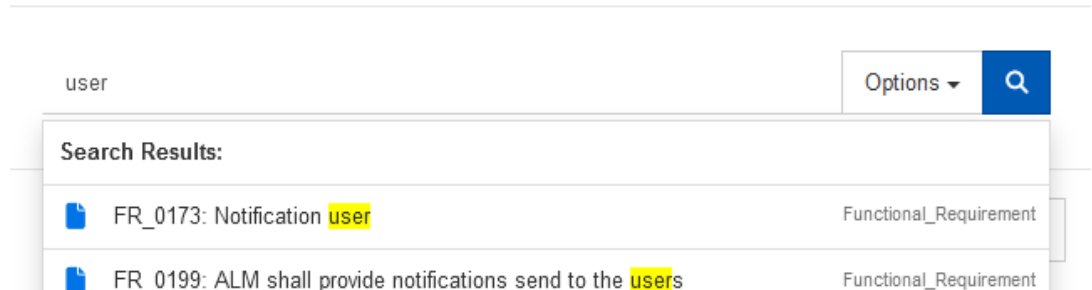 user Options
Search Results:
FR_0173: Notification user Functional_Requirement
FR_0199: ALM shall provide notifications send to the users Functional_Requirement